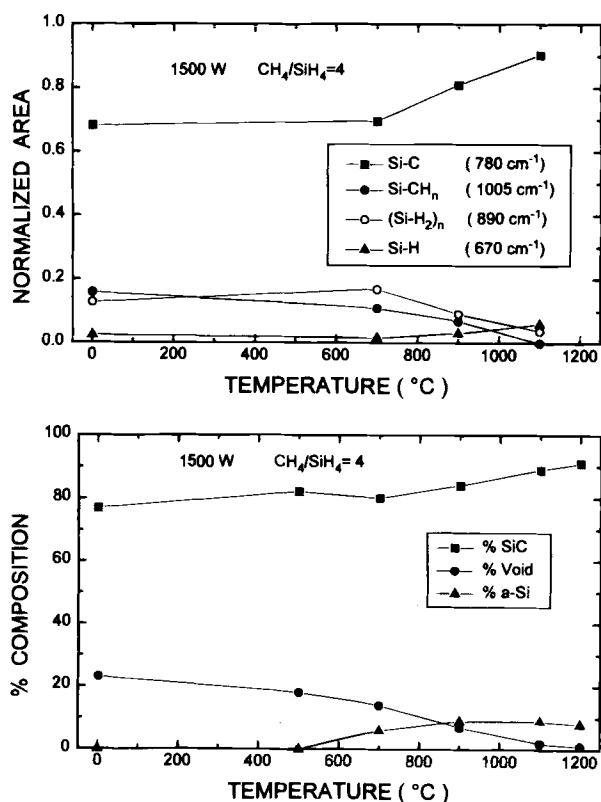 1.0
0.8
0.6
0.4
0.2
0.0
NORMALIZED AREA
1500 W CH₄/SiH₄=4
Si-C ( 780 cm⁻¹)
Si-CHₙ ( 1005 cm⁻¹)
(Si-H₂)ₙ ( 890 cm⁻¹)
Si-H ( 670 cm⁻¹)
0 200 400 600 800 1000 1200
TEMPERATURE ( °C)
100
80
60
40
20
0
% COMPOSITION
1500 W CH₄/SiH₄= 4
% SiC
% Void
% a-Si
0 200 400 600 800 1000 1200
TEMPERATURE ( °C)